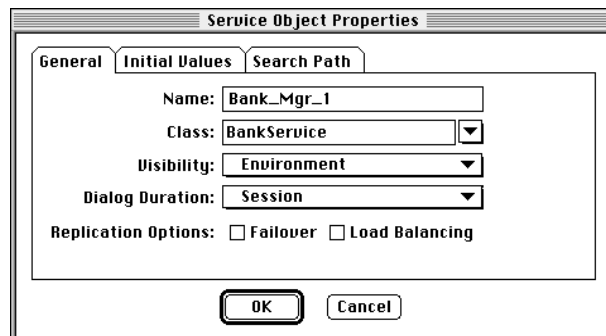 Service Object Properties
General Initial Values Search Path
Name: Bank_Mgr_1
Class: BankService
Visibility: Environment
Dialog Duration: Session
Replication Options: Failover Load Balancing
OK Cancel